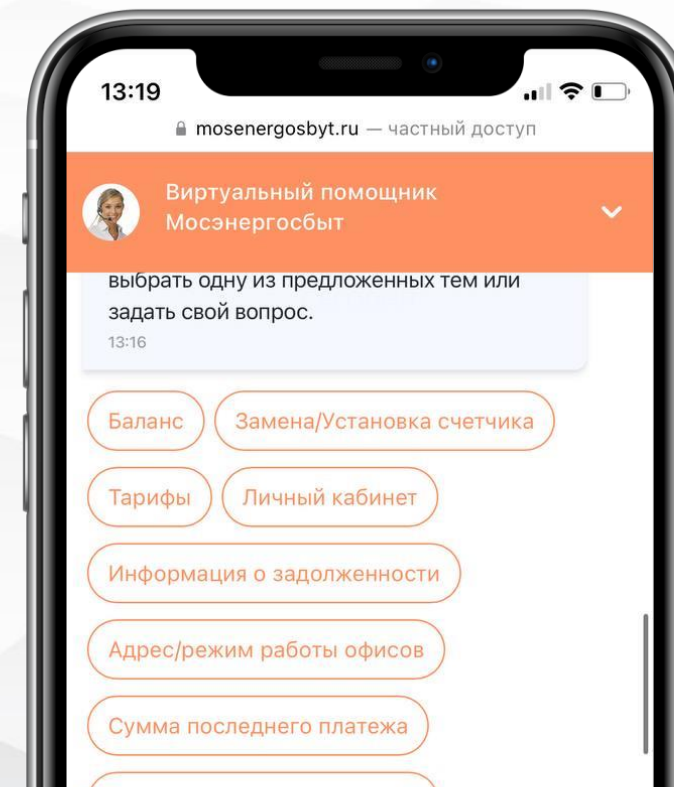 13:19
mosenergosbyt.ru — частный доступ
Виртуальный помощник
Мосэнергосбыт
выбрать одну из предложенных тем или
задать свой вопрос.
13:16
Баланс Замена/Установка счетчика
Тарифы Личный кабинет
Информация о задолженности
Адрес/режим работы офисов
Сумма последнего платежа